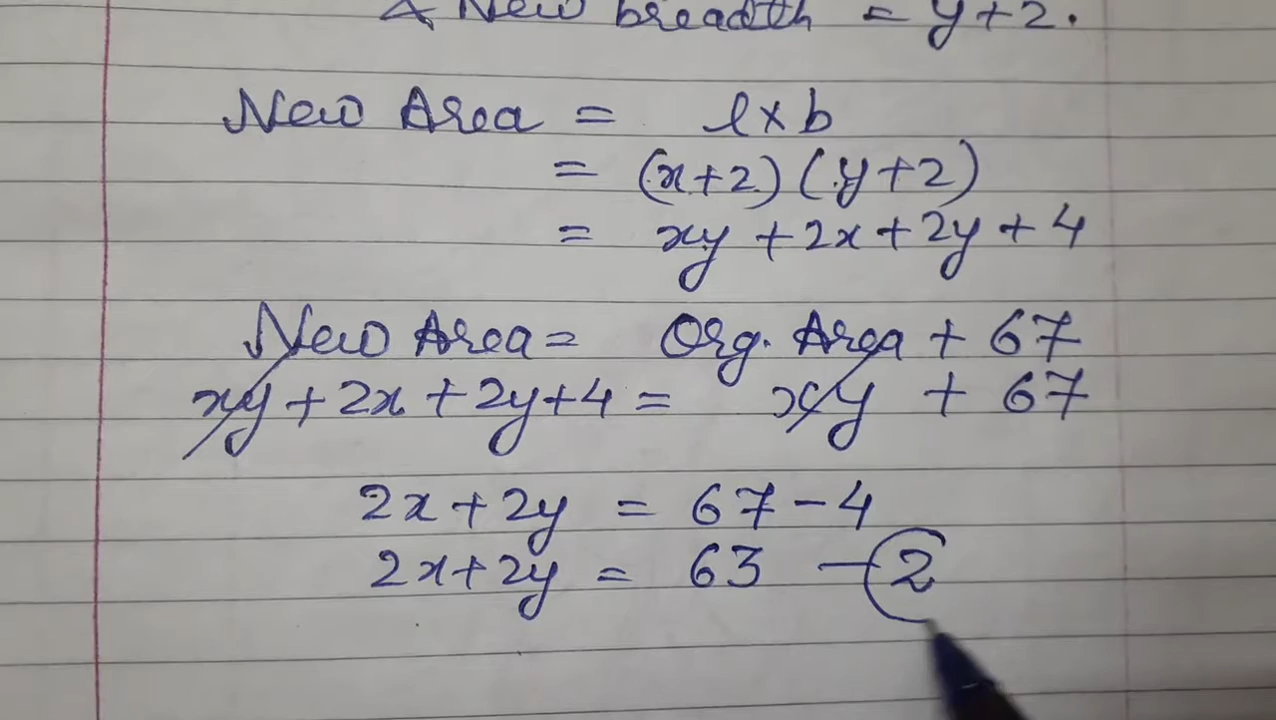 & New breadth = y+2.
New Area = l×b
= (x+2)(y+2)
= xy+2x+2y+4
New Area= Org. Area + 67
xy+2x+2y+4= xy + 67
2x+2y = 67-4
2x+2y = 63 —②